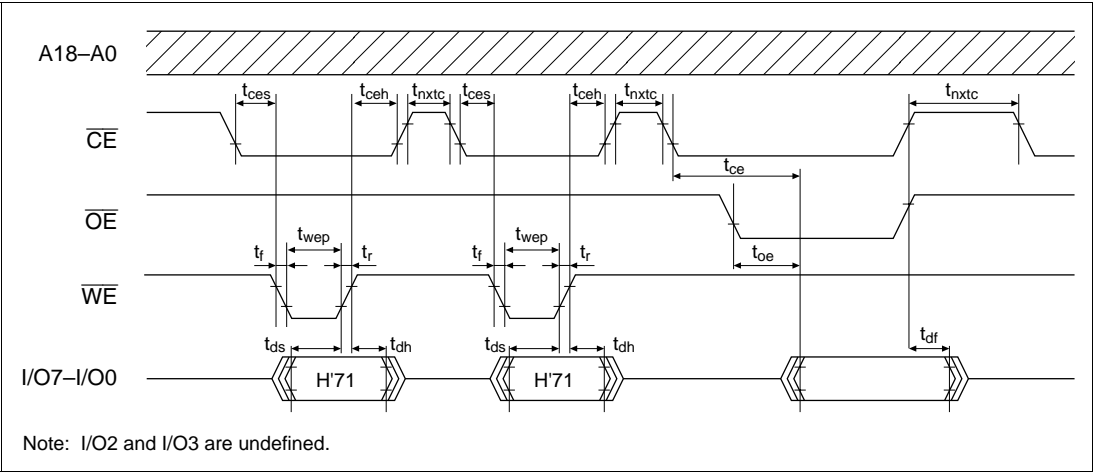 A18–A0
tces tceh tnxtc tces tceh tnxtc tnxtc
CE
tce
OE
tf twep tr tf twep tr toe
WE
tds tdh tds tdh tdf
I/O7–I/O0 H'71 H'71
Note: I/O2 and I/O3 are undefined.